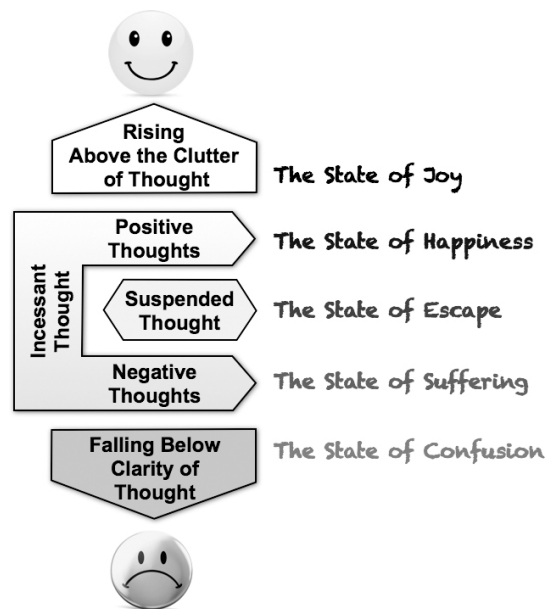 Rising
Above the Clutter
of Thought
The State of Joy
Positive
Thoughts
The State of Happiness
Incessant
Thought
Suspended
Thought
The State of Escape
Negative
Thoughts
The State of Suffering
Falling Below
Clarity of
Thought
The State of Confusion